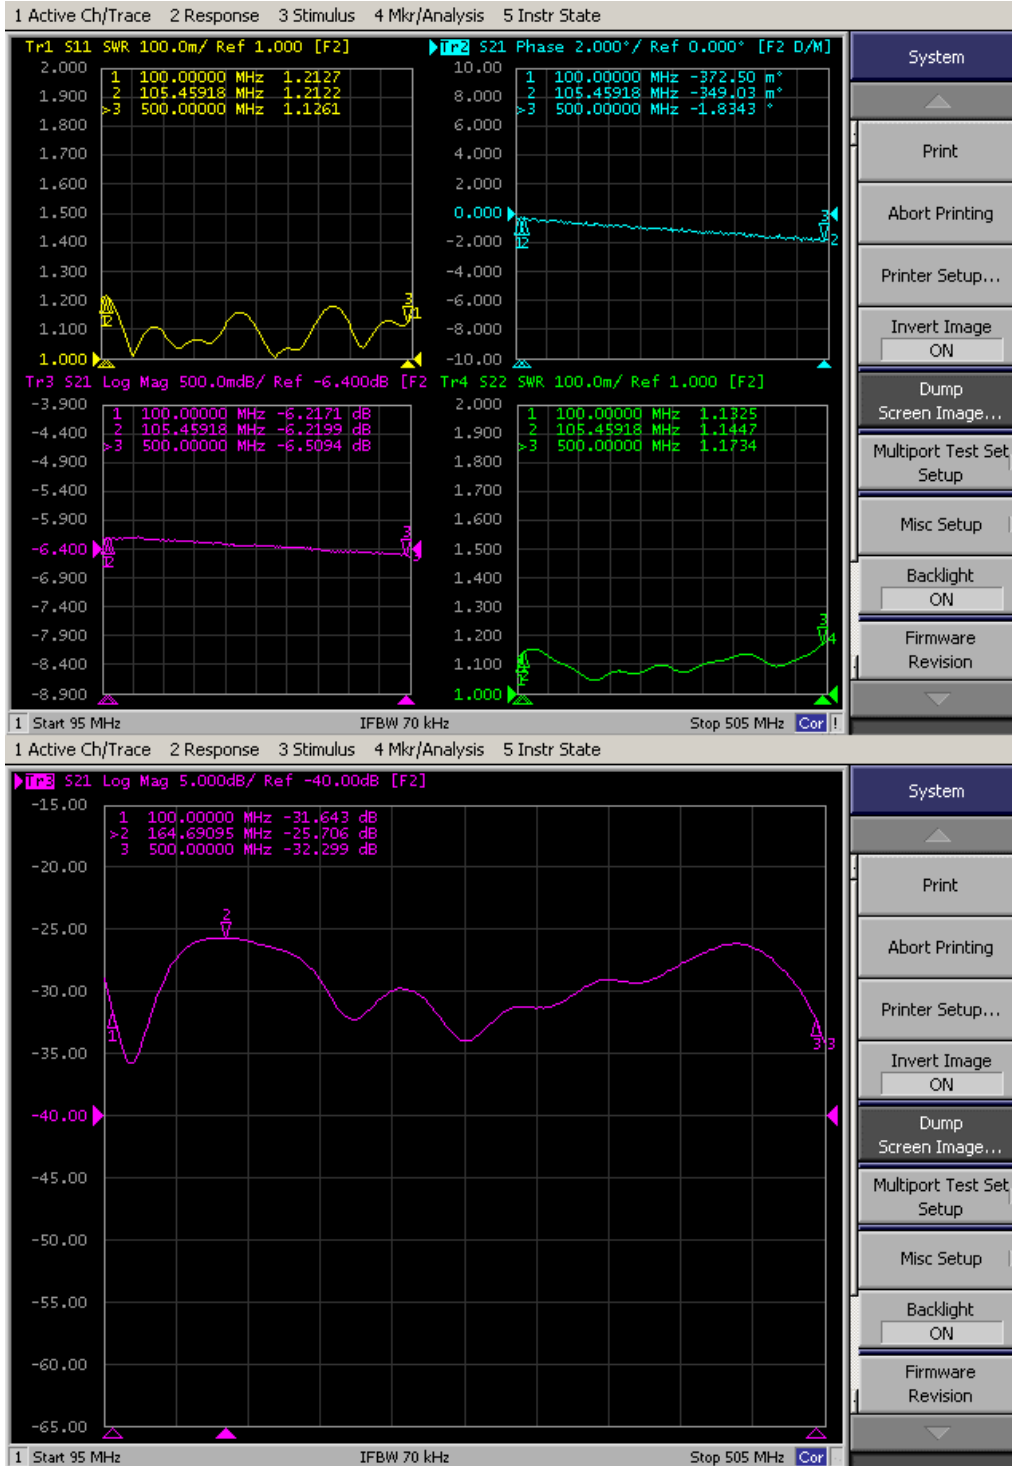 1 Active Ch/Trace 2 Response 3 Stimulus 4 Mkr/Analysis 5 Instr State
Tr1 S11 SWR 100.0m/ Ref 1.000 [F2]
2.000
1.900
1.800
1.700
1.600
1.500
1.400
1.300
1.200
1.100
1.000
1 100.00000 MHz 1.2127
2 105.45918 MHz 1.2122
>3 500.00000 MHz 1.1261
Tr2 S21 Phase 2.000°/ Ref 0.000° [F2 D/M]
10.00
8.000
6.000
4.000
2.000
0.000
-2.000
-4.000
-6.000
-8.000
-10.00
1 100.00000 MHz -372.50 m°
2 105.45918 MHz -349.03 m°
>3 500.00000 MHz -1.8343 °
Tr3 S21 Log Mag 500.0mdB/ Ref -6.400dB [F2
-3.900
-4.400
-4.900
-5.400
-5.900
-6.400
-6.900
-7.400
-7.900
-8.400
-8.900
1 100.00000 MHz -6.2171 dB
2 105.45918 MHz -6.2199 dB
>3 500.00000 MHz -6.5094 dB
Tr4 S22 SWR 100.0m/ Ref 1.000 [F2]
2.000
1.900
1.800
1.700
1.600
1.500
1.400
1.300
1.200
1.100
1.000
1 100.00000 MHz 1.1325
2 105.45918 MHz 1.1447
>3 500.00000 MHz 1.1734
1 Start 95 MHz IFBW 70 kHz Stop 505 MHz Cor !
System
Print
Abort Printing
Printer Setup...
Invert Image
ON
Dump
Screen Image...
Multiport Test Set
Setup
Misc Setup
Backlight
ON
Firmware
Revision
1 Active Ch/Trace 2 Response 3 Stimulus 4 Mkr/Analysis 5 Instr State
Tr3 S21 Log Mag 5.000dB/ Ref -40.00dB [F2]
-15.00
-20.00
-25.00
-30.00
-35.00
-40.00
-45.00
-50.00
-55.00
-60.00
-65.00
1 100.00000 MHz -31.643 dB
>2 164.69095 MHz -25.706 dB
3 500.00000 MHz -32.299 dB
2
1
3 3
1 Start 95 MHz IFBW 70 kHz Stop 505 MHz Cor
System
Print
Abort Printing
Printer Setup...
Invert Image
ON
Dump
Screen Image...
Multiport Test Set
Setup
Misc Setup
Backlight
ON
Firmware
Revision